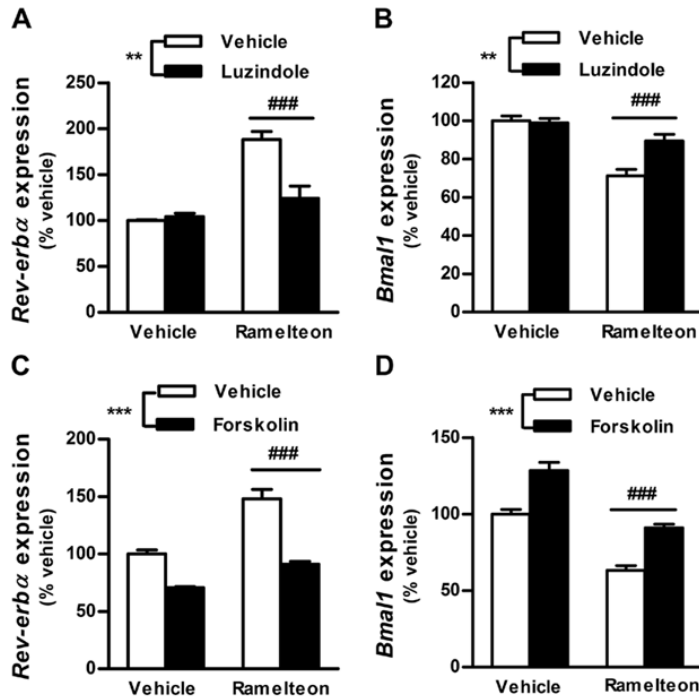 A
** Vehicle
Luzindole
###
Rev-erbα expression
(% vehicle)
250
200
150
100
50
0
Vehicle Ramelteon
B
** Vehicle
Luzindole
###
Bmal1 expression
(% vehicle)
120
100
80
60
40
20
0
Vehicle Ramelteon
C
*** Vehicle
Forskolin
###
Rev-erbα expression
(% vehicle)
200
150
100
50
0
Vehicle Ramelteon
D
*** Vehicle
Forskolin
###
Bmal1 expression
(% vehicle)
150
100
50
0
Vehicle Ramelteon